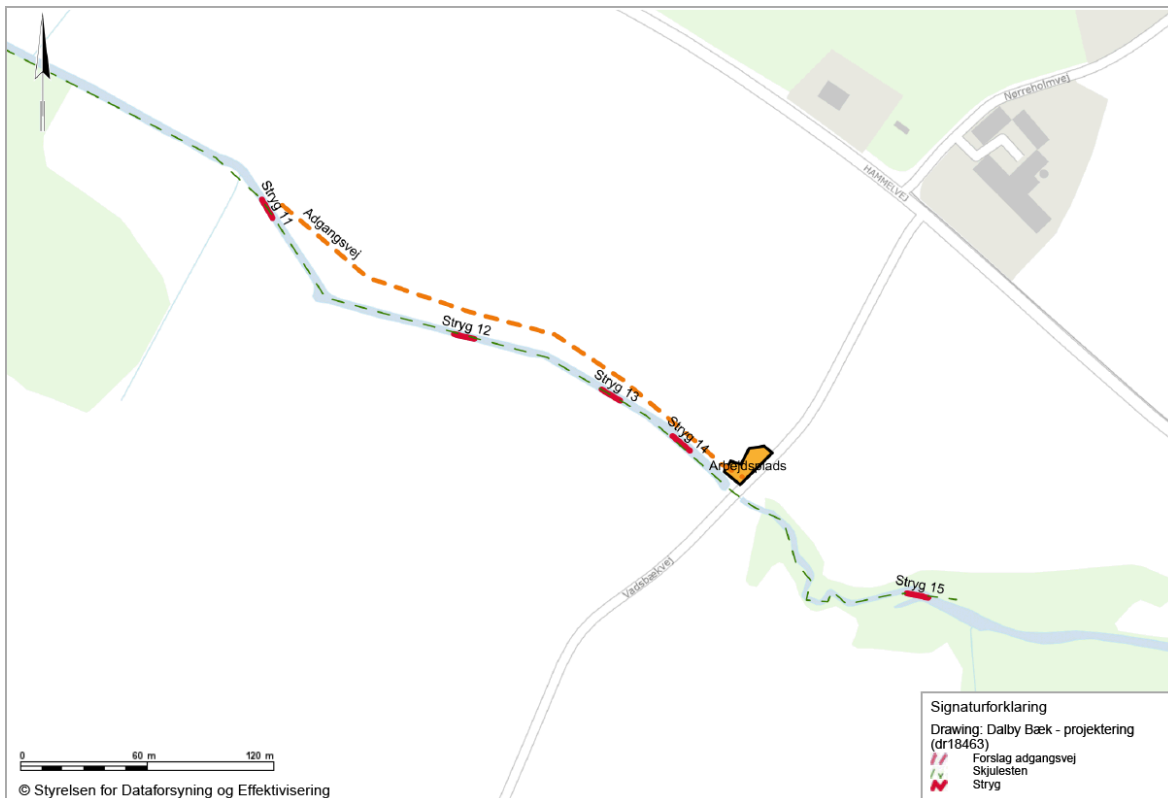 Nørreholmvej
HAMMELVEJ
Stryg 11
Adgangsvej
Stryg 12
Stryg 13
Stryg 14
Arbejdsplads
Vadsbækvej
Stryg 15
Signaturforklaring
Drawing: Dalby Bæk - projektering
(dr18463)
Forslag adgangsvej
Skjulesten
Stryg
0 60 m 120 m
© Styrelsen for Dataforsyning og Effektivisering